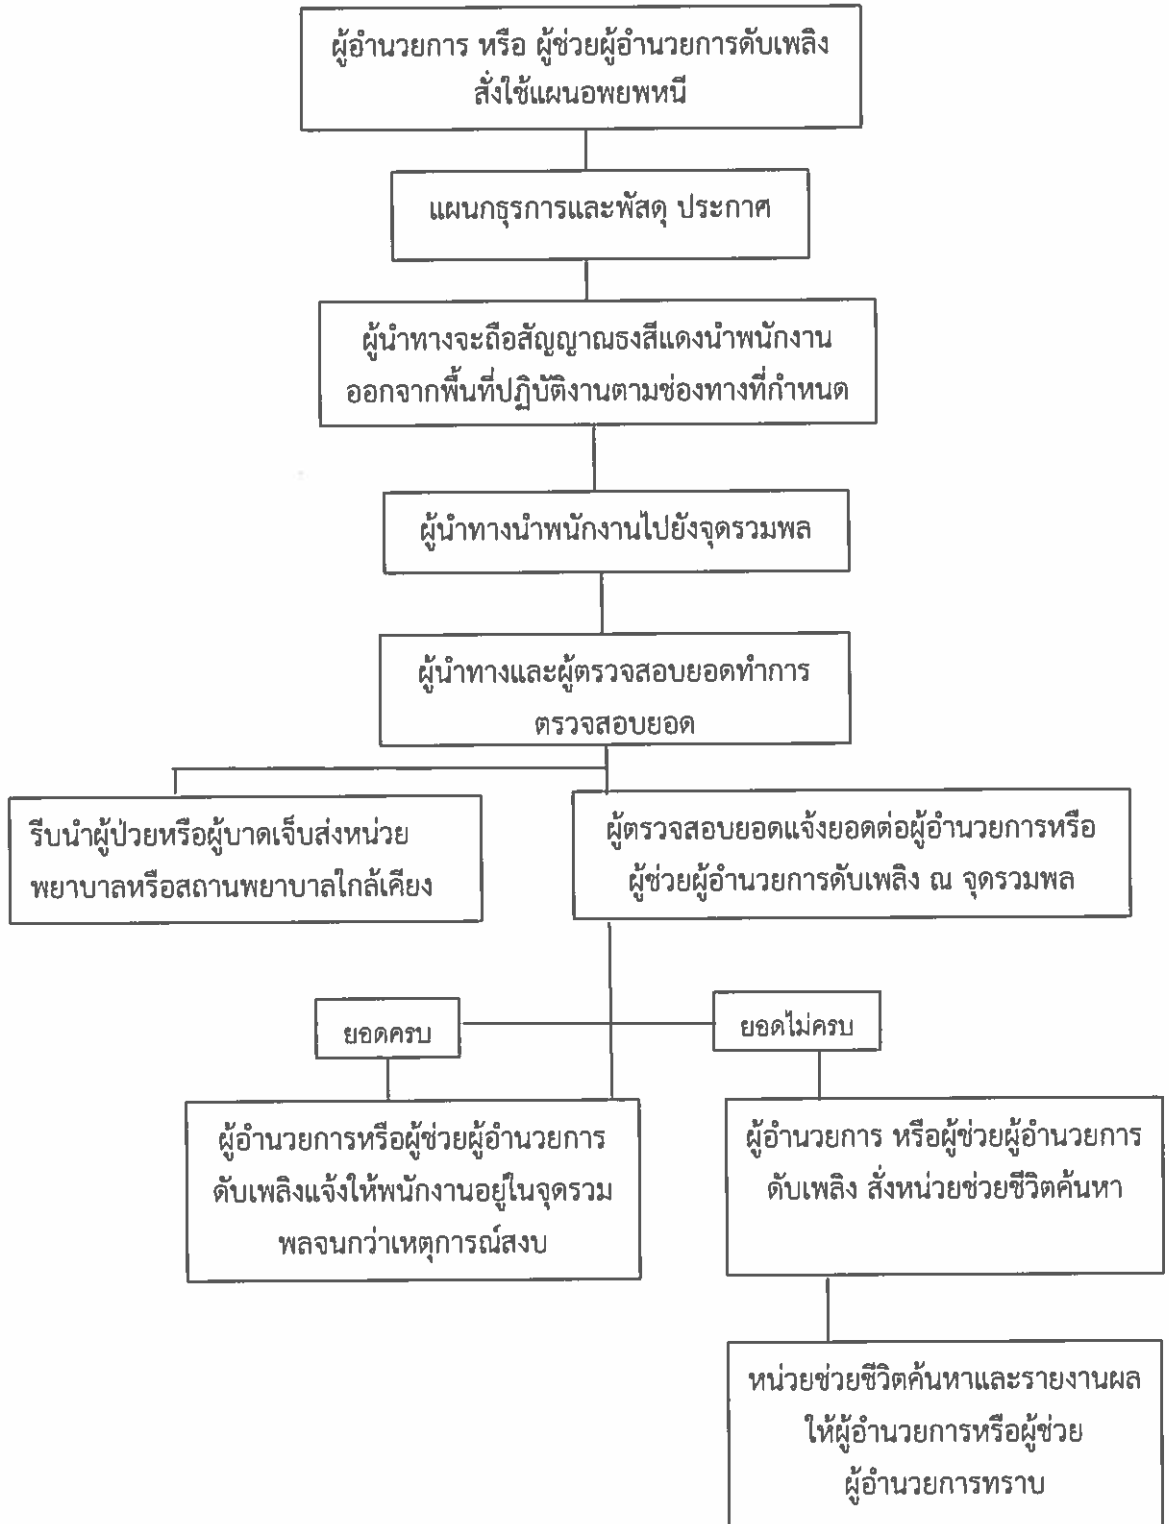 ผู้อำนวยการ หรือ ผู้ช่วยผู้อำนวยการดับเพลิง
สั่งใช้แผนอพยพหนี
แผนกธุรการและพัสดุ ประกาศ
ผู้นำทางจะถือสัญญาณธงสีแดงนำพนักงาน
ออกจากพื้นที่ปฏิบัติงานตามช่องทางที่กำหนด
ผู้นำทางนำพนักงานไปยังจุดรวมพล
ผู้นำทางและผู้ตรวจสอบยอดทำการ
ตรวจสอบยอด
รีบนำผู้ป่วยหรือผู้บาดเจ็บส่งหน่วย
พยาบาลหรือสถานพยาบาลใกล้เคียง
ผู้ตรวจสอบยอดแจ้งยอดต่อผู้อำนวยการหรือ
ผู้ช่วยผู้อำนวยการดับเพลิง ณ จุดรวมพล
ยอดครบ
ยอดไม่ครบ
ผู้อำนวยการหรือผู้ช่วยผู้อำนวยการ
ดับเพลิงแจ้งให้พนักงานอยู่ในจุดรวม
พลจนกว่าเหตุการณ์สงบ
ผู้อำนวยการ หรือผู้ช่วยผู้อำนวยการ
ดับเพลิง สั่งหน่วยช่วยชีวิตค้นหา
หน่วยช่วยชีวิตค้นหาและรายงานผล
ให้ผู้อำนวยการหรือผู้ช่วย
ผู้อำนวยการทราบ